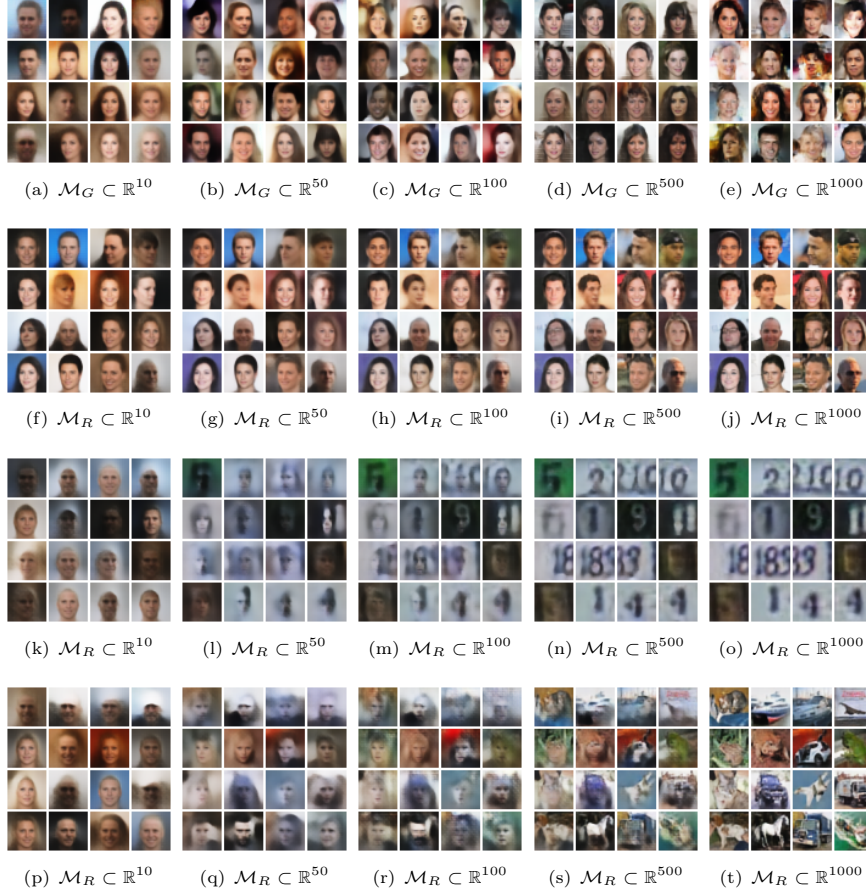 (a) $\mathcal{M}_G \subset \mathbb{R}^{10}$ (b) $\mathcal{M}_G \subset \mathbb{R}^{50}$ (c) $\mathcal{M}_G \subset \mathbb{R}^{100}$ (d) $\mathcal{M}_G \subset \mathbb{R}^{500}$ (e) $\mathcal{M}_G \subset \mathbb{R}^{1000}$
(f) $\mathcal{M}_R \subset \mathbb{R}^{10}$ (g) $\mathcal{M}_R \subset \mathbb{R}^{50}$ (h) $\mathcal{M}_R \subset \mathbb{R}^{100}$ (i) $\mathcal{M}_R \subset \mathbb{R}^{500}$ (j) $\mathcal{M}_R \subset \mathbb{R}^{1000}$
(k) $\mathcal{M}_R \subset \mathbb{R}^{10}$ (l) $\mathcal{M}_R \subset \mathbb{R}^{50}$ (m) $\mathcal{M}_R \subset \mathbb{R}^{100}$ (n) $\mathcal{M}_R \subset \mathbb{R}^{500}$ (o) $\mathcal{M}_R \subset \mathbb{R}^{1000}$
(p) $\mathcal{M}_R \subset \mathbb{R}^{10}$ (q) $\mathcal{M}_R \subset \mathbb{R}^{50}$ (r) $\mathcal{M}_R \subset \mathbb{R}^{100}$ (s) $\mathcal{M}_R \subset \mathbb{R}^{500}$ (t) $\mathcal{M}_R \subset \mathbb{R}^{1000}$